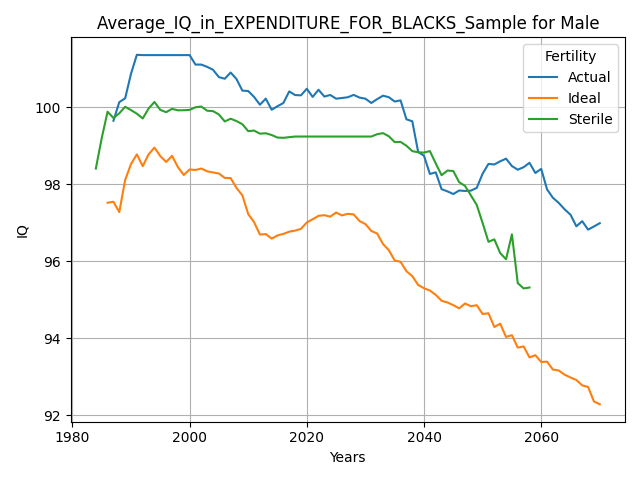 Average_IQ_in_EXPENDITURE_FOR_BLACKS_Sample for Male
Fertility
Actual
Ideal
Sterile
IQ
100
98
96
94
92
1980
2000
2020
2040
2060
Years